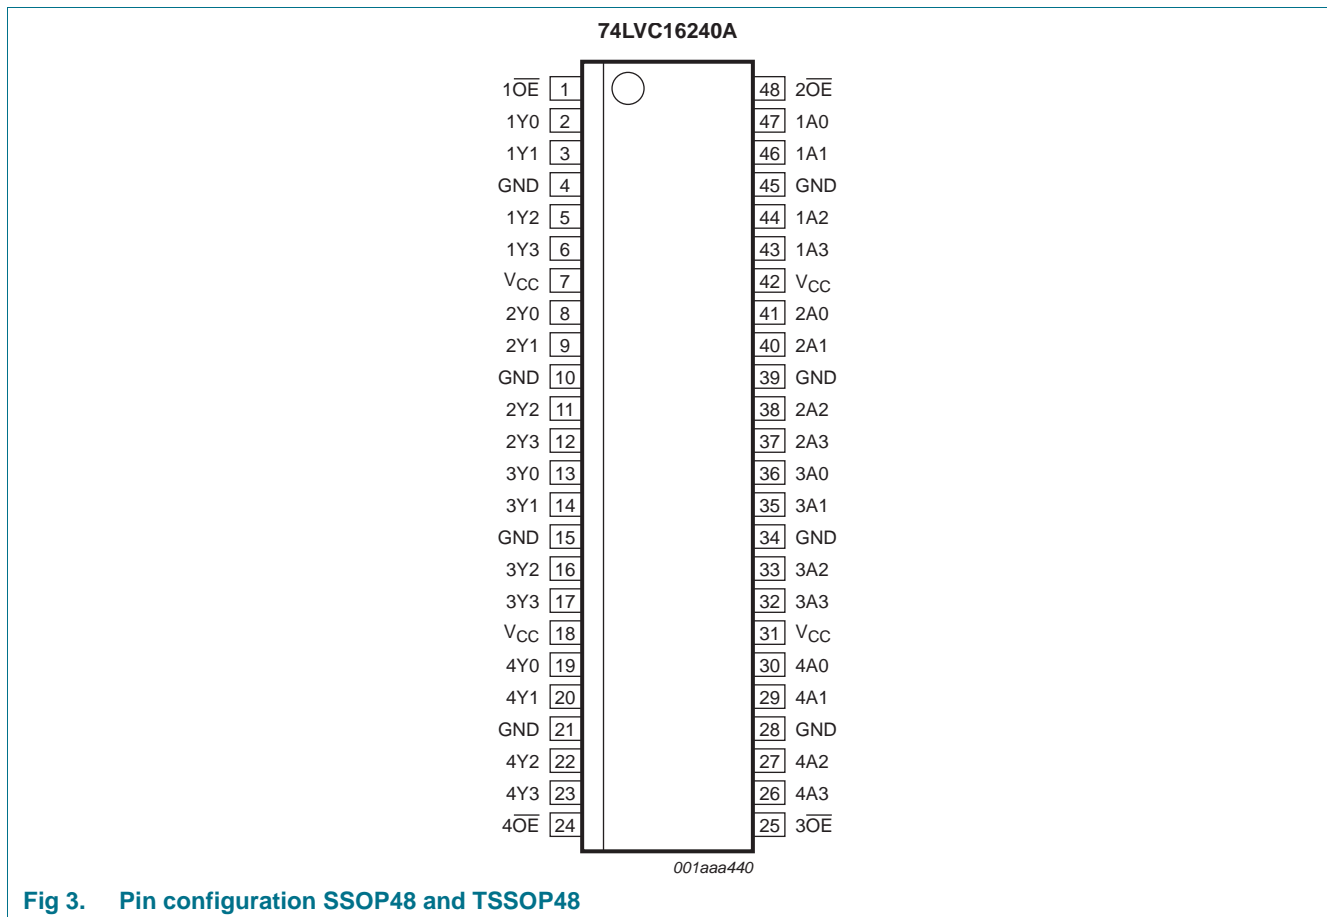 74LVC16240A
1O̅E̅ 1 48 2O̅E̅
1Y0 2 47 1A0
1Y1 3 46 1A1
GND 4 45 GND
1Y2 5 44 1A2
1Y3 6 43 1A3
VCC 7 42 VCC
2Y0 8 41 2A0
2Y1 9 40 2A1
GND 10 39 GND
2Y2 11 38 2A2
2Y3 12 37 2A3
3Y0 13 36 3A0
3Y1 14 35 3A1
GND 15 34 GND
3Y2 16 33 3A2
3Y3 17 32 3A3
VCC 18 31 VCC
4Y0 19 30 4A0
4Y1 20 29 4A1
GND 21 28 GND
4Y2 22 27 4A2
4Y3 23 26 4A3
4O̅E̅ 24 25 3O̅E̅
001aaa440
Fig 3. Pin configuration SSOP48 and TSSOP48